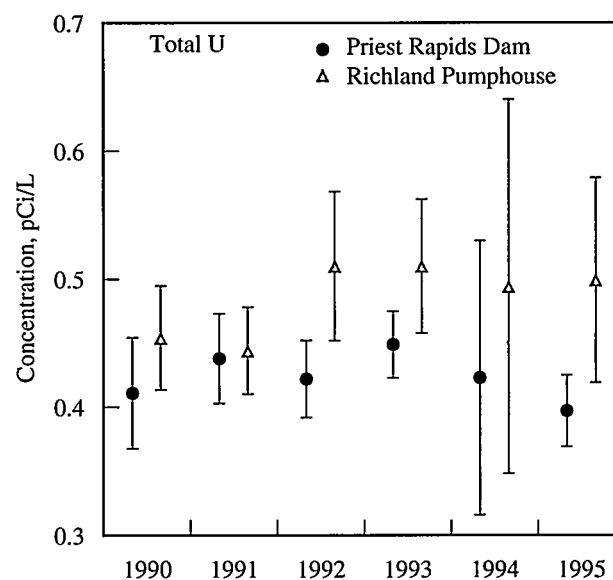 Total U
Priest Rapids Dam
Richland Pumphouse
Concentration, pCi/L
0.7
0.6
0.5
0.4
0.3
1990 1991 1992 1993 1994 1995